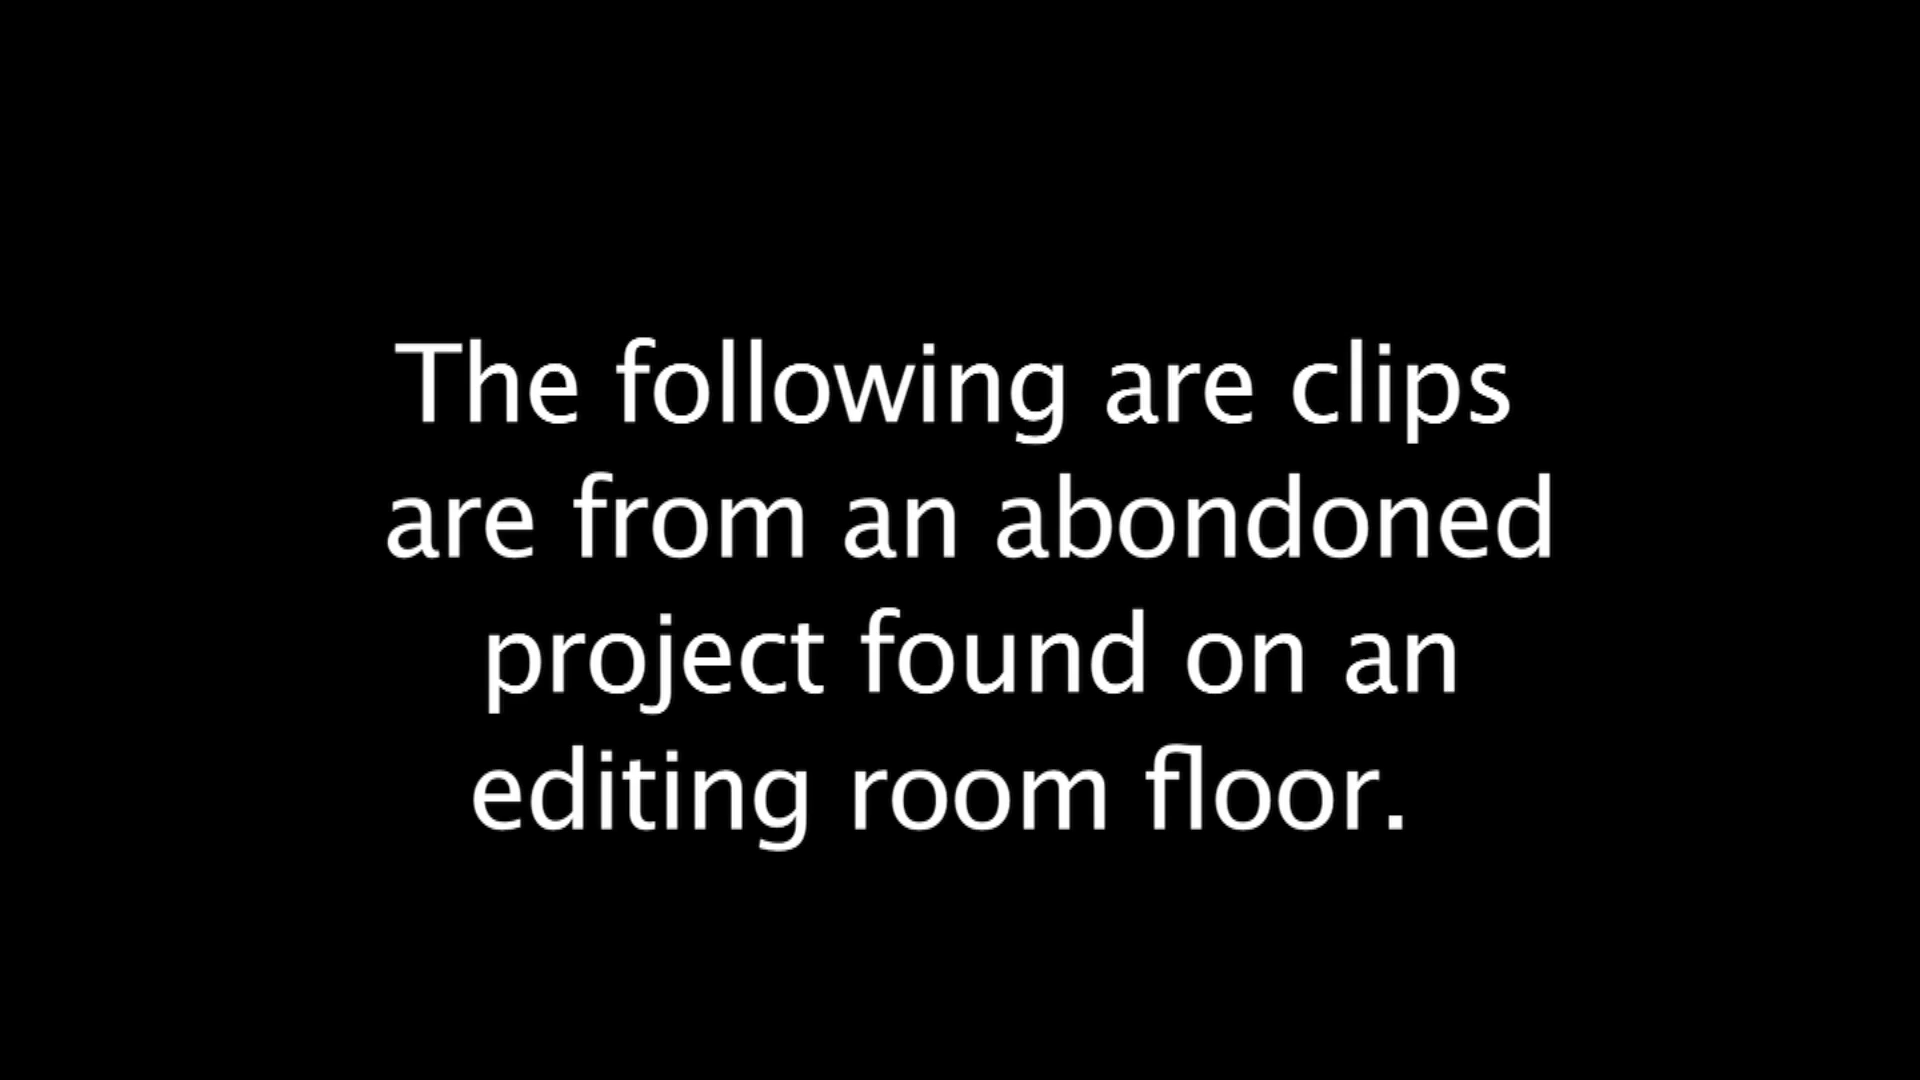 The following are clips
are from an abondoned
project found on an
editing room floor.